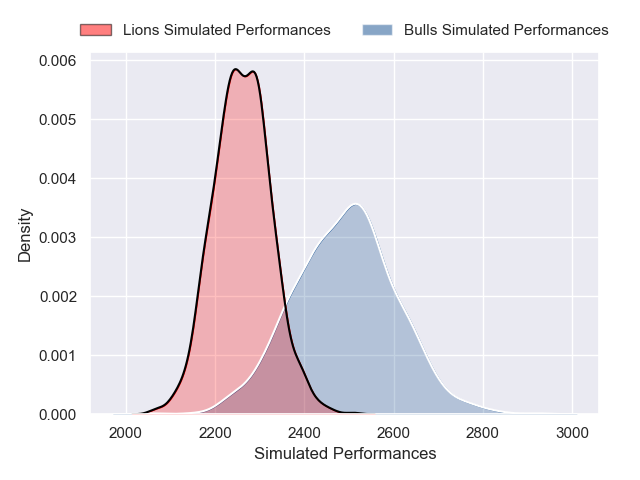 Lions Simulated Performances Bulls Simulated Performances
0.006
0.005
0.004
0.003
0.002
0.001
0.000
Density
2000 2200 2400 2600 2800 3000
Simulated Performances